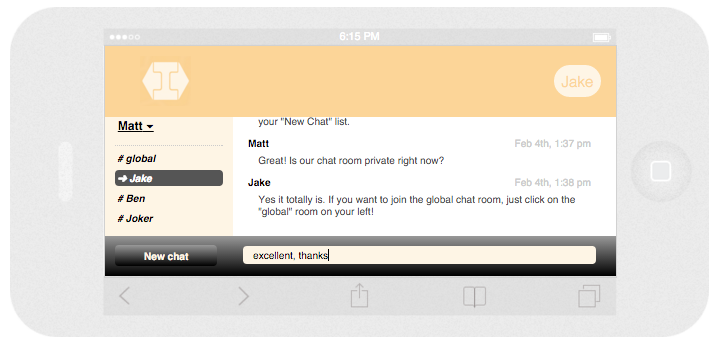 6:15 PM
Jake
Matt
# global
➔ Jake
# Ben
# Joker
New chat
your "New Chat" list.
Matt Feb 4th, 1:37 pm
Great! Is our chat room private right now?
Jake Feb 4th, 1:38 pm
Yes it totally is. If you want to join the global chat room, just click on the
"global" room on your left!
excellent, thanks